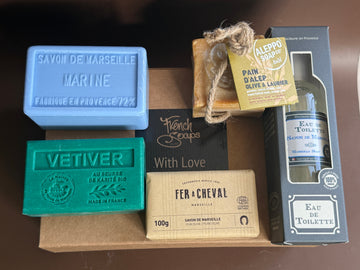 SAVON DE MARSEILLE
MARINE
FABRIQUÉ EN PROVENCE 72%
ALEPPO
SOAP
PAIN
D'ALEP
OLIVE & LAURIER
French
Soaps
With Love
VETIVER
AU BEURRE
DE KARITÉ BIO
MADE IN FRANCE
FER À CHEVAL
MARSEILLE
SAVON DE MARSEILLE
100g
EAU DE
TOILETTE
EAU
DE
TOILETTE